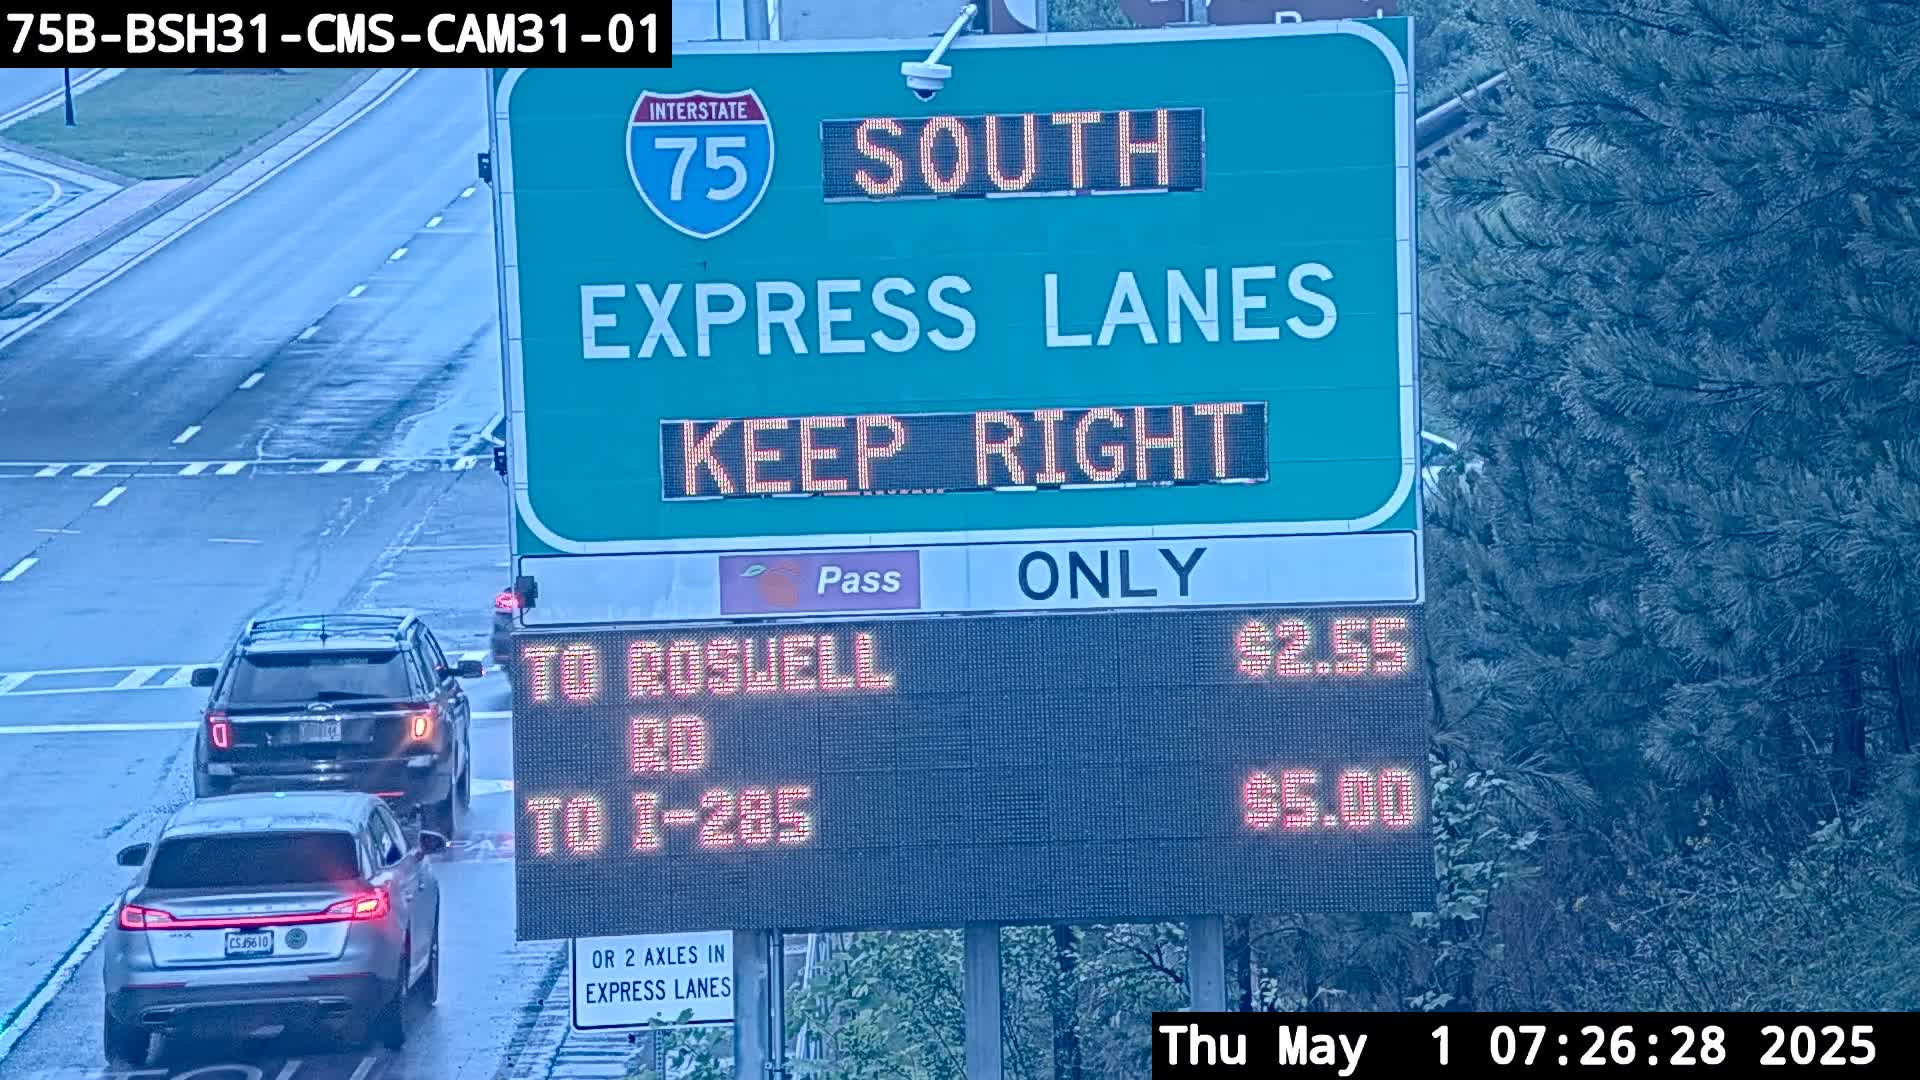 75B-BSH31-CMS-CAM31-01
INTERSTATE
75
SOUTH
EXPRESS LANES
KEEP RIGHT
Pass
ONLY
TO ROSWELL $2.55
RD
TO I-285 $5.00
CSJ5610
OR 2 AXLES IN
EXPRESS LANES
Thu May 1 07:26:28 2025